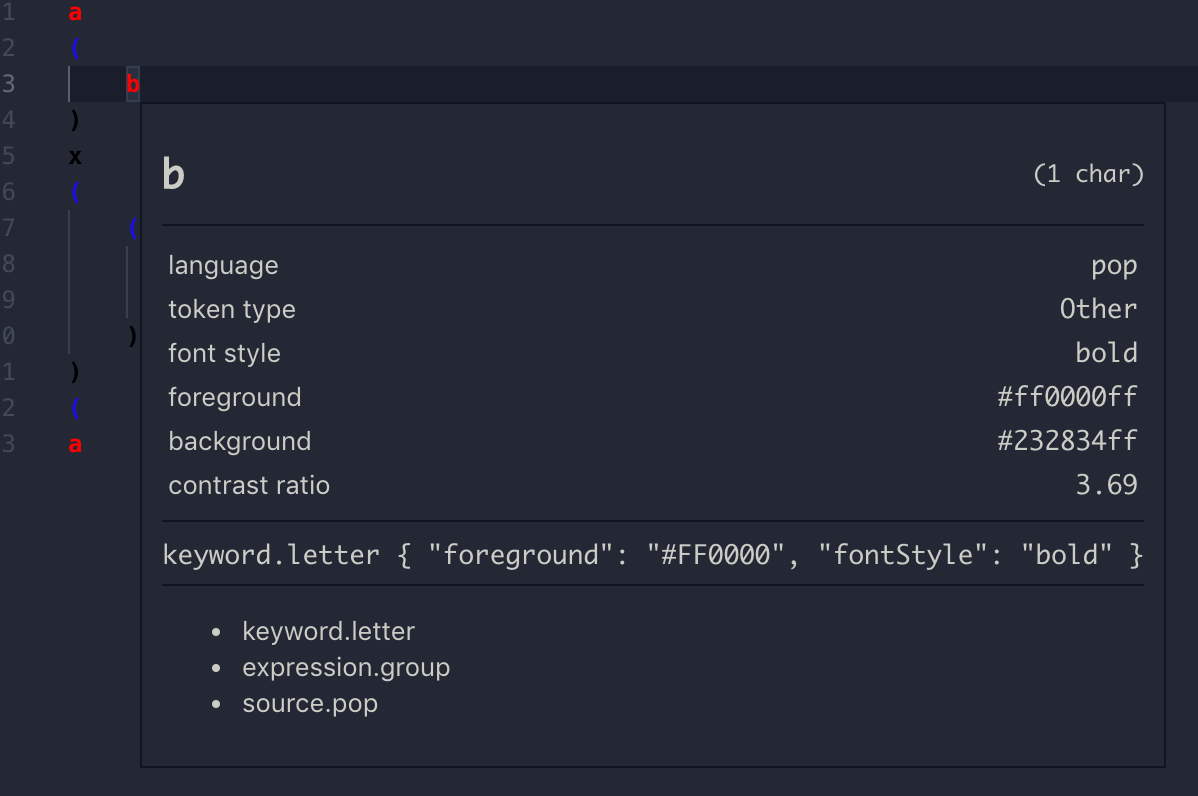 1 a
2 (
3 b
4 )
5 x
6 (
7 (
8
9
0 )
1 )
2 (
3 a
b (1 char)
language pop
token type Other
font style bold
foreground #ff0000ff
background #232834ff
contrast ratio 3.69
keyword.letter { "foreground": "#FF0000", "fontStyle": "bold" }
• keyword.letter
• expression.group
• source.pop